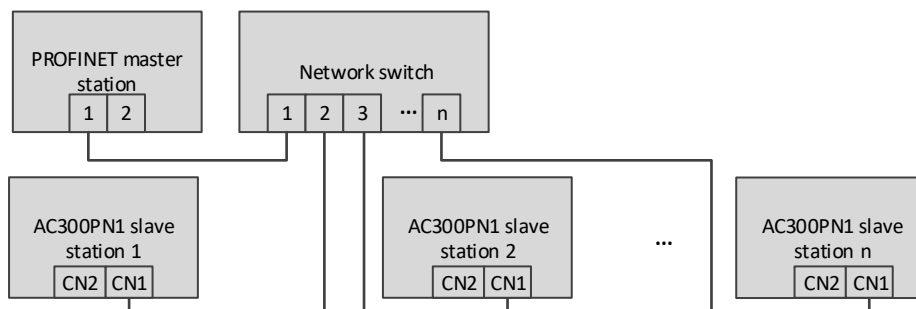 PROFINET master
station
1 2
Network switch
1 2 3 ... n
AC300PN1 slave
station 1
CN2 CN1
AC300PN1 slave
station 2
CN2 CN1
...
AC300PN1 slave
station n
CN2 CN1